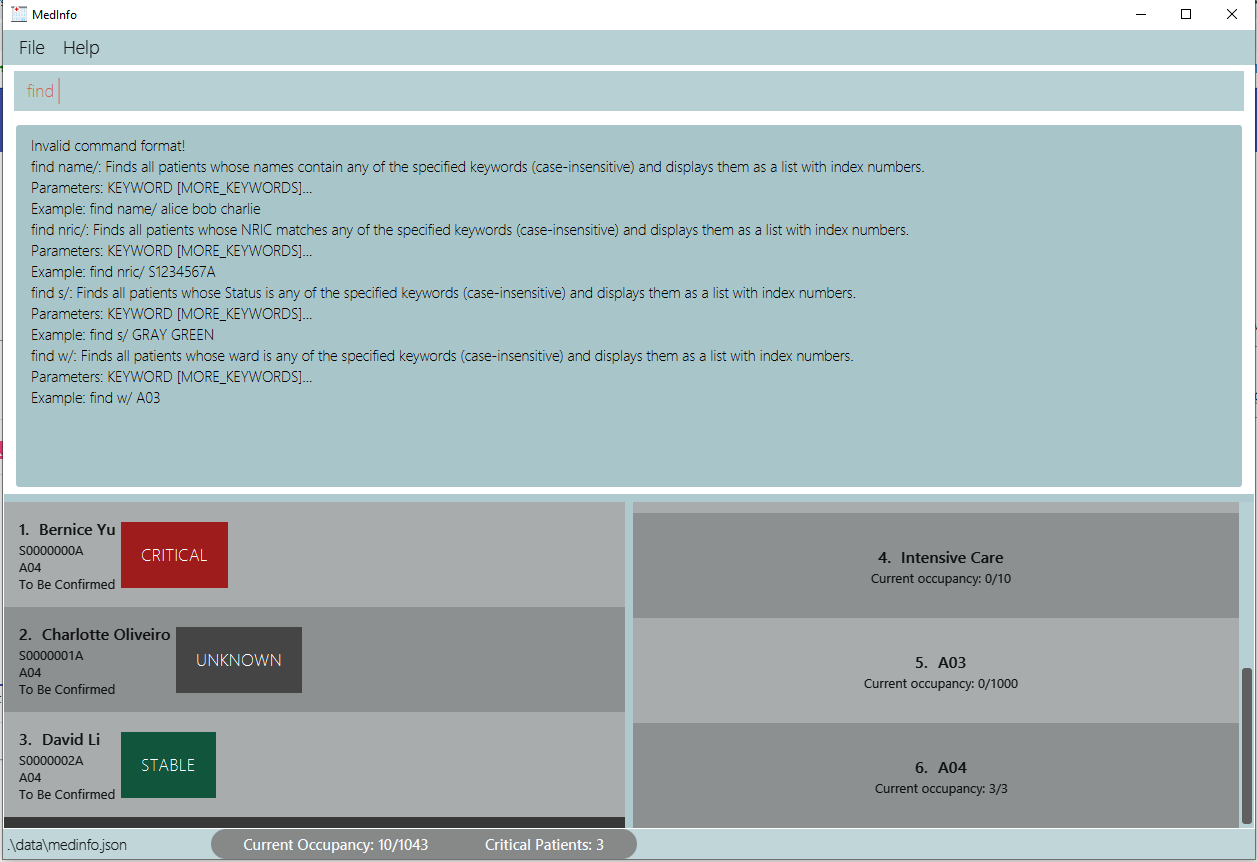 MedInfo
File Help
find
Invalid command format!
find name/: Finds all patients whose names contain any of the specified keywords (case-insensitive) and displays them as a list with index numbers.
Parameters: KEYWORD [MORE_KEYWORDS]...
Example: find name/ alice bob charlie
find nric/: Finds all patients whose NRIC matches any of the specified keywords (case-insensitive) and displays them as a list with index numbers.
Parameters: KEYWORD [MORE_KEYWORDS]...
Example: find nric/ S1234567A
find s/: Finds all patients whose Status is any of the specified keywords (case-insensitive) and displays them as a list with index numbers.
Parameters: KEYWORD [MORE_KEYWORDS]...
Example: find s/ GRAY GREEN
find w/: Finds all patients whose ward is any of the specified keywords (case-insensitive) and displays them as a list with index numbers.
Parameters: KEYWORD [MORE_KEYWORDS]...
Example: find w/ A03
1. Bernice Yu
S0000000A
A04
To Be Confirmed
CRITICAL
2. Charlotte Oliveiro
S0000001A
A04
To Be Confirmed
UNKNOWN
3. David Li
S0000002A
A04
To Be Confirmed
STABLE
4. Intensive Care
Current occupancy: 0/10
5. A03
Current occupancy: 0/1000
6. A04
Current occupancy: 3/3
.\data\medinfo.json
Current Occupancy: 10/1043
Critical Patients: 3